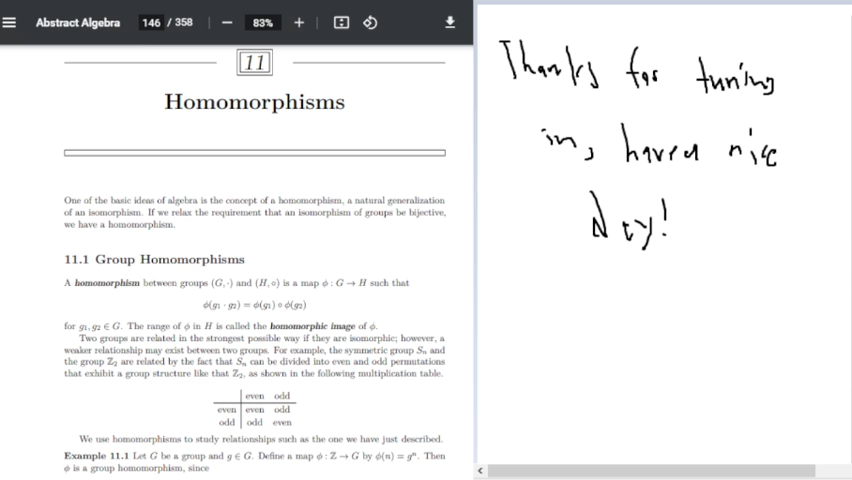 Abstract Algebra 146 / 358 83%
11
Homomorphisms
One of the basic ideas of algebra is the concept of a homomorphism, a natural generalization
of an isomorphism. If we relax the requirement that an isomorphism of groups be bijective,
we have a homomorphism.
11.1 Group Homomorphisms
A homomorphism between groups (G, ·) and (H, ∘) is a map ϕ : G → H such that
ϕ(g₁ · g₂) = ϕ(g₁) ∘ ϕ(g₂)
for g₁, g₂ ∈ G. The range of ϕ in H is called the homomorphic image of ϕ.
Two groups are related in the strongest possible way if they are isomorphic; however, a
weaker relationship may exist between two groups. For example, the symmetric group Sₙ and
the group ℤ₂ are related by the fact that Sₙ can be divided into even and odd permutations
that exhibit a group structure like that ℤ₂, as shown in the following multiplication table.
even odd
even even odd
odd odd even
We use homomorphisms to study relationships such as the one we have just described.
Example 11.1 Let G be a group and g ∈ G. Define a map ϕ : ℤ → G by ϕ(n) = gⁿ. Then
ϕ is a group homomorphism, since
Thanks for tuning
in, have a nice
Day!